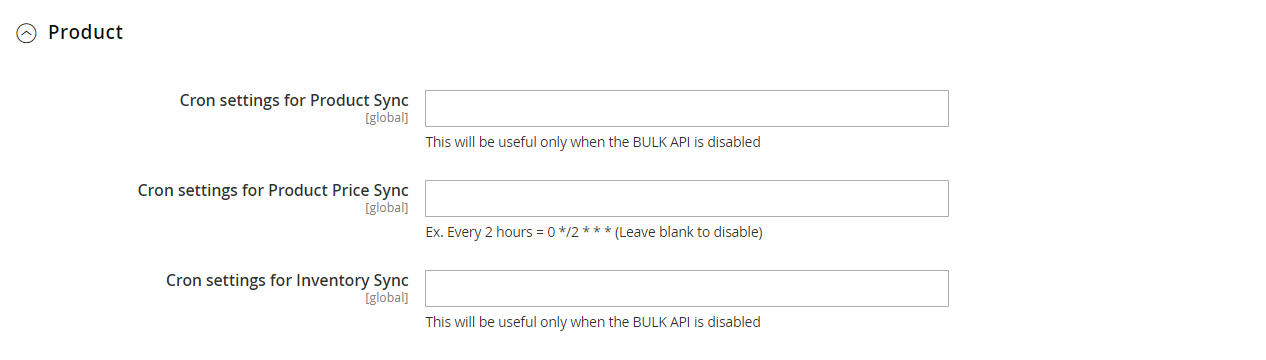 Product
Cron settings for Product Sync
[global]
This will be useful only when the BULK API is disabled
Cron settings for Product Price Sync
[global]
Ex. Every 2 hours = 0 */2 * * * (Leave blank to disable)
Cron settings for Inventory Sync
[global]
This will be useful only when the BULK API is disabled